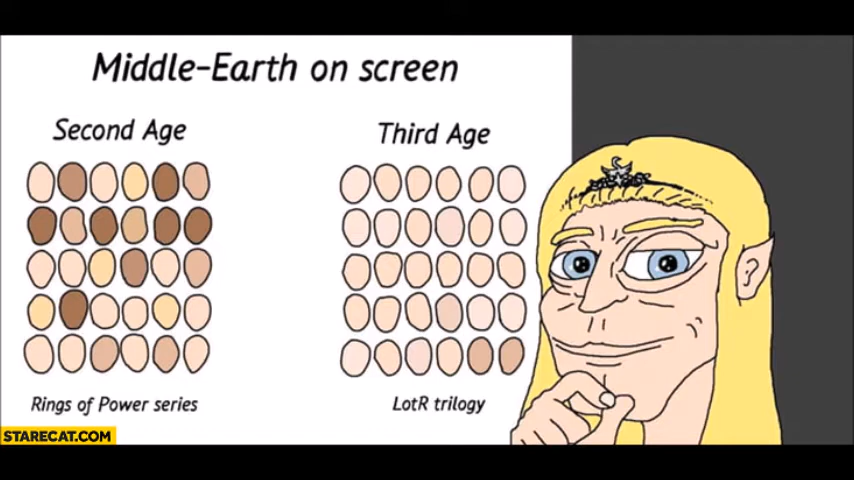 Middle-Earth on screen
Second Age
Third Age
Rings of Power series
LotR trilogy
STARECAT.COM